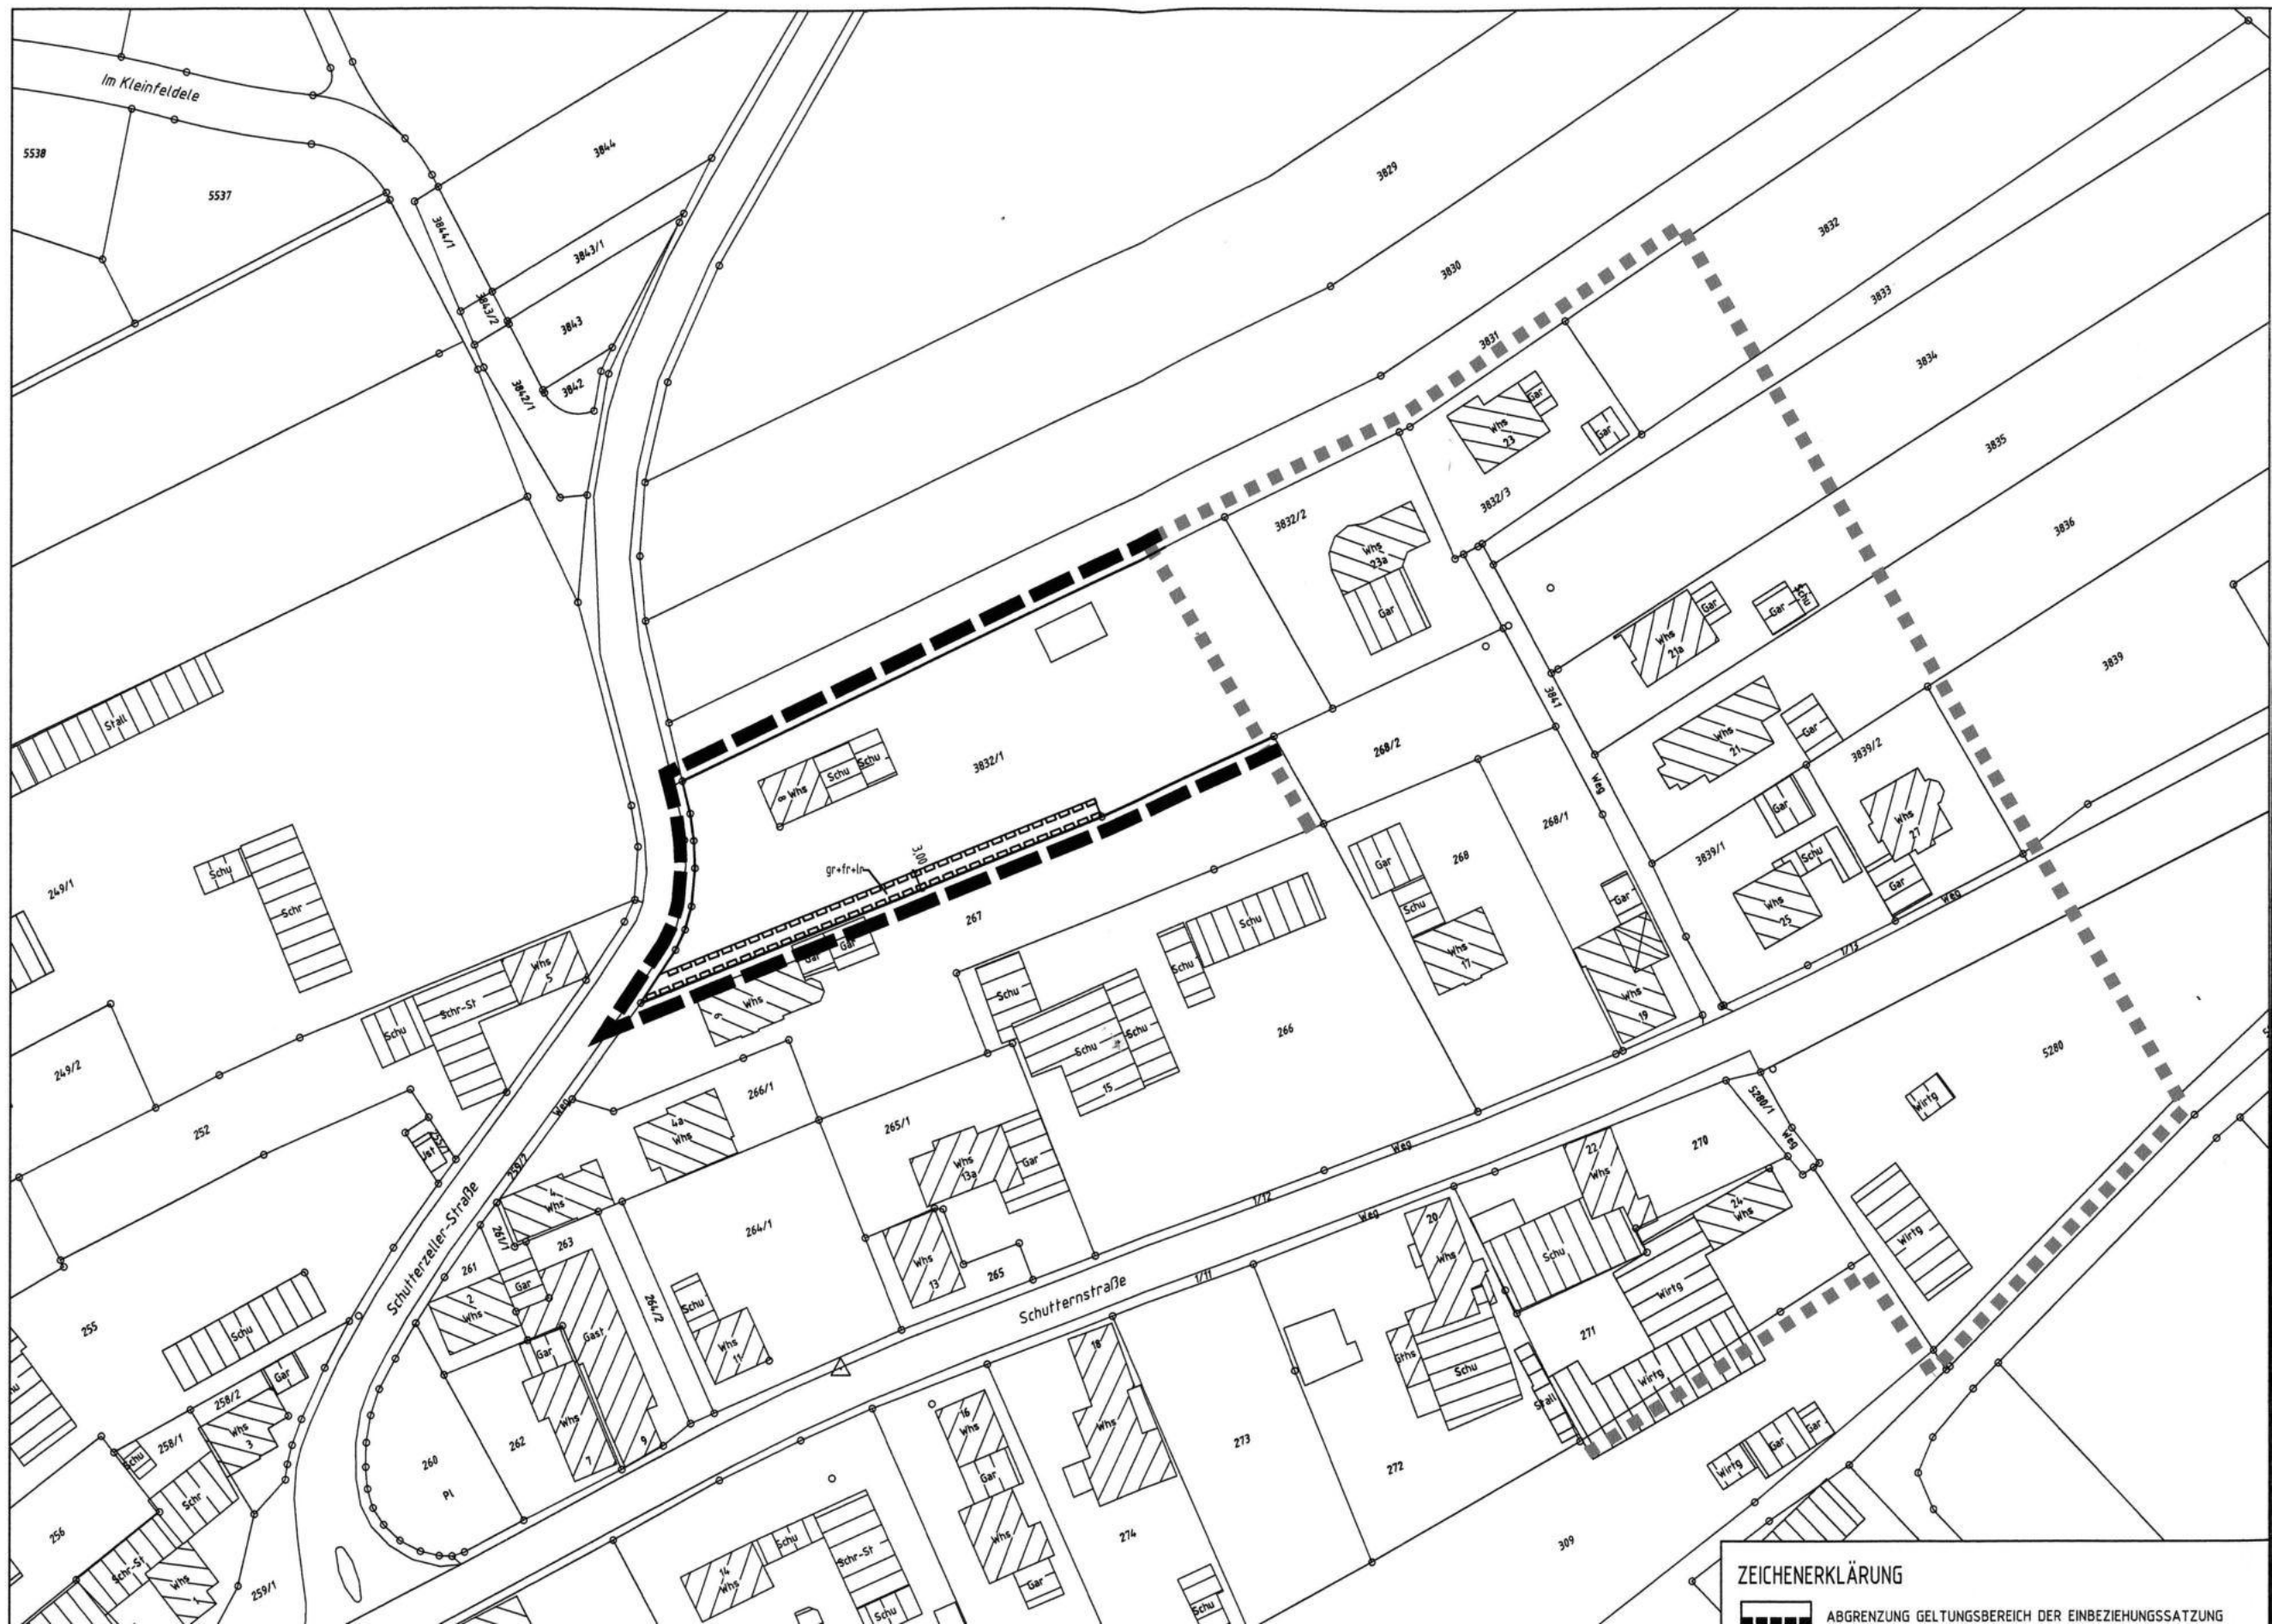 Im Kleinfeldele
5538
5537
3844
3844/1
3843/1
3843/2
3843
3842
3842/1
3829
3830
3831
3832
3833
3834
3835
3836
3839
Whs
23
Gar
Gar
3832/3
3832/2
Whs
23a
Gar
Whs
21a
Gar
Gar
Schu
3841
Whs
21
Gar
3839/2
Weg
Gar
Whs
27
3839/1
Schu
Whs
25
Gar
Weg
1/13
Stall
8 Whs
Schu
Schu
3832/1
268/2
268/1
268
Gar
Schu
Whs
17
Gar
Whs
19
3,00
gr+fr+lr
267
Gar
Gar
Whs
6
Schu
Schu
Schu
Schu
Schu
15
266
249/1
Schu
Schr
Whs
5
Schr-St
Schu
249/2
252
Ust
Weg
266/1
4a
Whs
265/1
Whs
13a
Gar
5280
Wirtg
5280/1
Weg
270
22
Whs
24
Whs
Wirtg
259/2
4
Whs
261/1
263
264/1
261
Gar
2
Whs
Schutterzeller-Straße
264/2
Whs
13
265
Weg
1/12
Weg
1/11
Schutternstraße
20
Whs
Schu
Wirtg
271
Wirtg
Stall
Gths
Schu
255
Schu
Gar
258/2
Whs
3
258/1
Schu
Schr
Gast
Gar
Whs
7
9
262
260
Pl
Schu
Whs
11
18
Whs
16
Whs
Gar
Whs
Gar
273
272
274
Wirtg
Gar
Gar
309
256
Schr-St
Whs
1
259/1
14
Whs
Schu
Schr-St
Schu
Schu
ZEICHENERKLÄRUNG
ABGRENZUNG GELTUNGSBEREICH DER EINBEZIEHUNGSSATZUNG